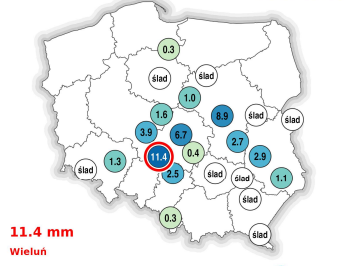 0.3
ślad
ślad
1.0
1.6
8.9
ślad
ślad
3.9
6.7
2.7
11.4
0.4
2.9
1.3
ślad
2.5
ślad
ślad
1.1
ślad
0.3
ślad
11.4 mm
Wieluń